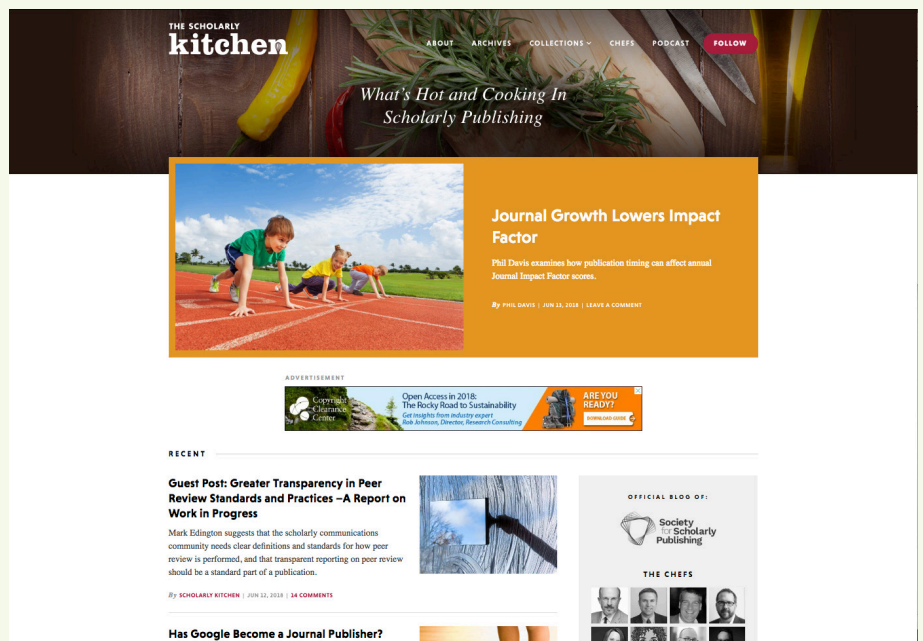 THE SCHOLARLY
kitchen
ABOUT ARCHIVES COLLECTIONS CHEFS PODCAST FOLLOW
What's Hot and Cooking In
Scholarly Publishing
Journal Growth Lowers Impact
Factor
Phil Davis examines how publication timing can affect annual
Journal Impact Factor scores.
By PHIL DAVIS | JUN 13, 2018 | LEAVE A COMMENT
ADVERTISEMENT
Copyright
Clearance
Center
Open Access in 2018:
The Rocky Road to Sustainability
Get insights from industry expert
Rob Johnson, Director, Research Consulting
ARE YOU
READY?
DOWNLOAD GUIDE
RECENT
Guest Post: Greater Transparency in Peer
Review Standards and Practices –A Report on
Work in Progress
Mark Edington suggests that the scholarly communications
community needs clear definitions and standards for how peer
review is performed, and that transparent reporting on peer review
should be a standard part of a publication.
By SCHOLARLY KITCHEN | JUN 12, 2018 | 14 COMMENTS
Has Google Become a Journal Publisher?
OFFICIAL BLOG OF:
Society
for Scholarly
Publishing
THE CHEFS